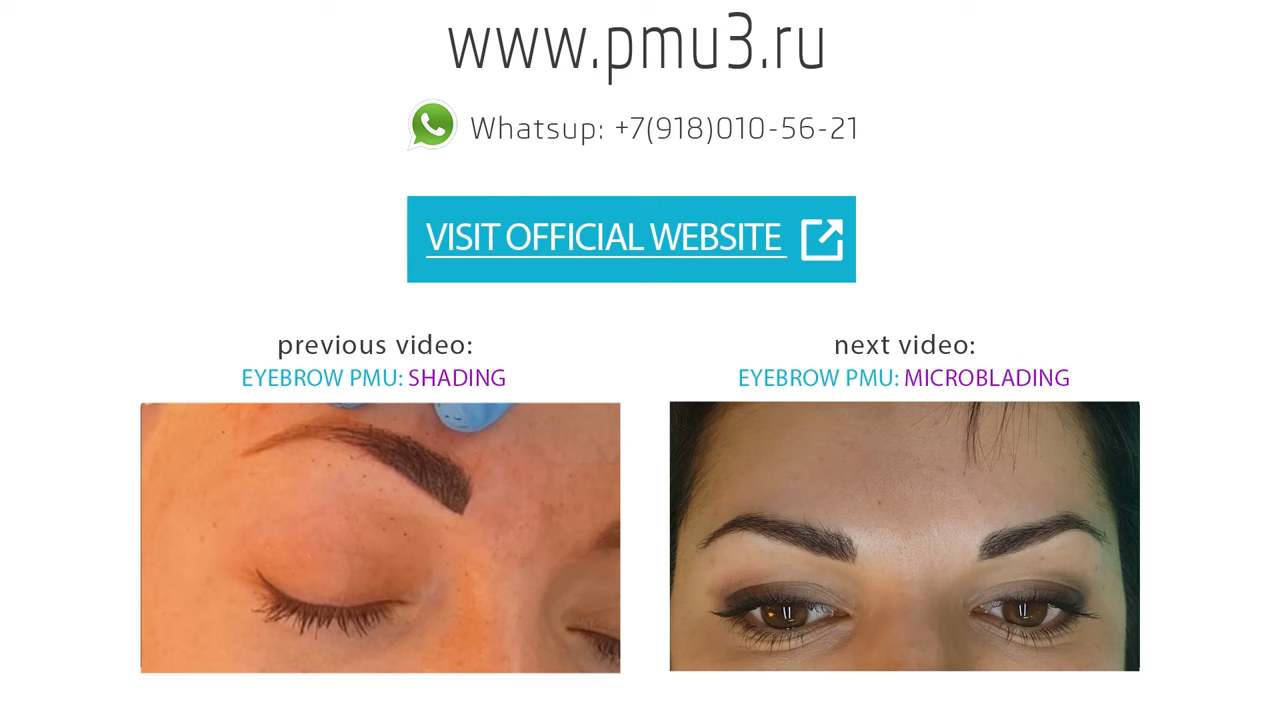 www.pmu3.ru
Whatsup: +7(918)010-56-21
VISIT OFFICIAL WEBSITE
previous video:
EYEBROW PMU: SHADING
next video:
EYEBROW PMU: MICROBLADING